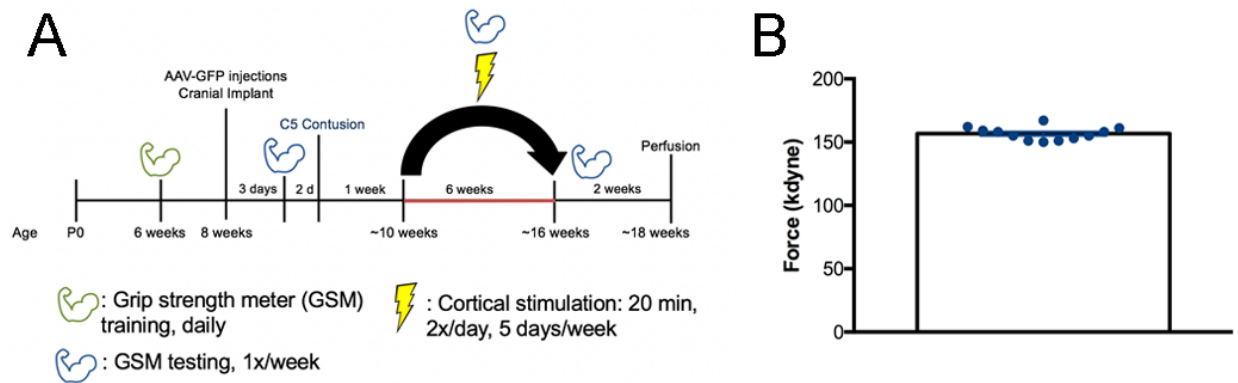 A
AAV-GFP injections
Cranial Implant
C5 Contusion
Perfusion
3 days
2 d
1 week
6 weeks
2 weeks
Age
P0
6 weeks
8 weeks
~10 weeks
~16 weeks
~18 weeks
: Grip strength meter (GSM)
training, daily
: GSM testing, 1x/week
: Cortical stimulation: 20 min,
2x/day, 5 days/week
B
Force (kdyne)
200
150
100
50
0